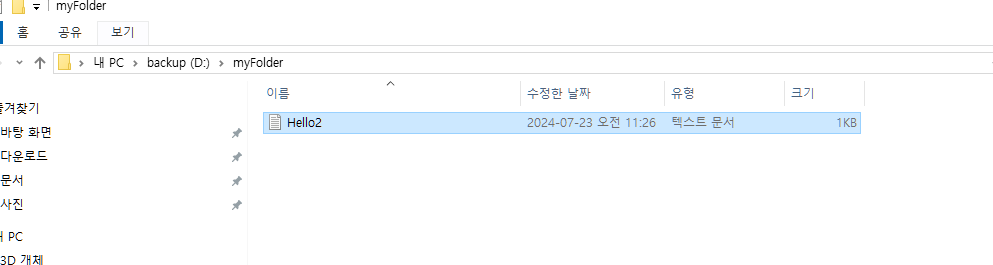 myFolder
홈 공유 보기
내 PC > backup (D:) > myFolder
이름 수정한 날짜 유형 크기
Hello2 2024-07-23 오전 11:26 텍스트 문서 1KB
바탕 화면
다운로드
문서
사진
PC
3D 개체